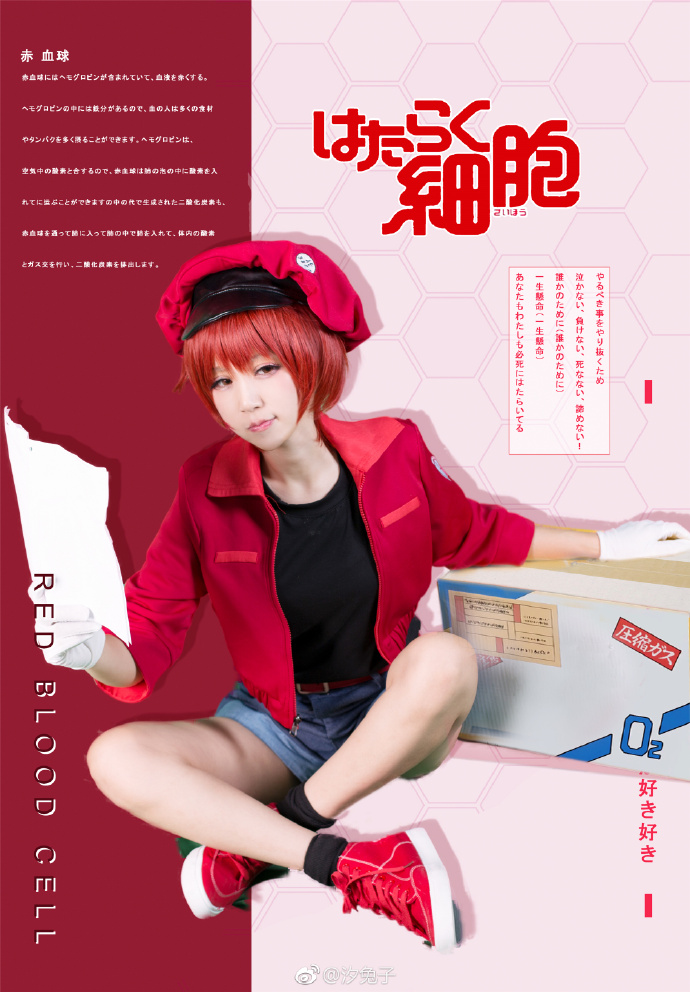 赤 血球
赤血球にはヘモグロビンが含まれていて、血液を赤くする。
ヘモグロビンの中には鉄分があるので、血の人は多くの食材
やタンパクを多く摂ることができます。ヘモグロビンは、
空気中の酸素と合するので、赤血球は肺の泡の中に酸素を入
れてに運ぶことができますの中の代で生成された二酸化炭素も、
赤血球を通って肺に入って肺の中で肺を入れて、体内の酸素
とガス交を行い、二酸化炭素を排出します。
はたらく
細胞
さいぼう
やるべき事をやり抜くため
泣かない、負けない、死なない、諦めない!
誰かのために(誰かのために)
一生懸命(一生懸命)
あなたもわたしも必死にはたらいてる
RED BLOOD CELL
圧縮ガス
O2
好き好き
@汐兔子